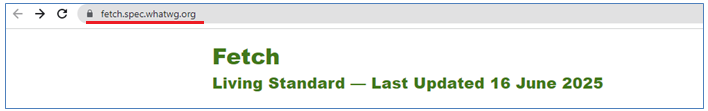 fetch.spec.whatwg.org
Fetch
Living Standard — Last Updated 16 June 2025